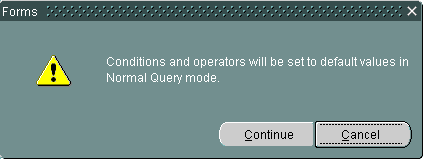 Forms
Conditions and operators will be set to default values in
Normal Query mode.
Continue
Cancel